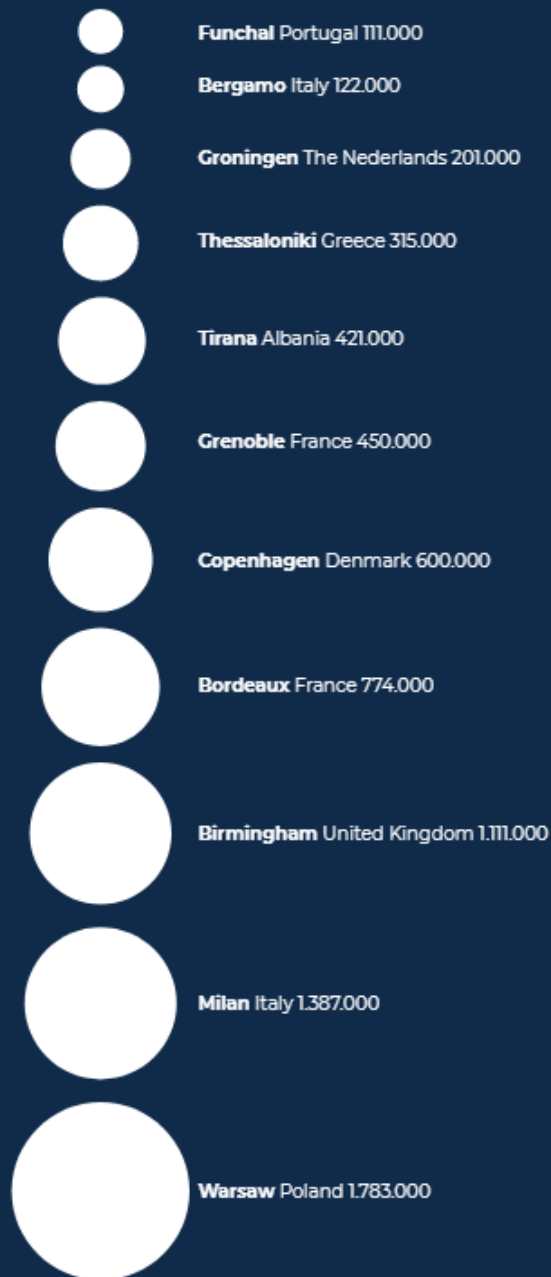 Funchal Portugal 111.000
Bergamo Italy 122.000
Groningen The Nederlands 201.000
Thessaloniki Greece 315.000
Tirana Albania 421.000
Grenoble France 450.000
Copenhagen Denmark 600.000
Bordeaux France 774.000
Birmingham United Kingdom 1.111.000
Milan Italy 1.387.000
Warsaw Poland 1.783.000